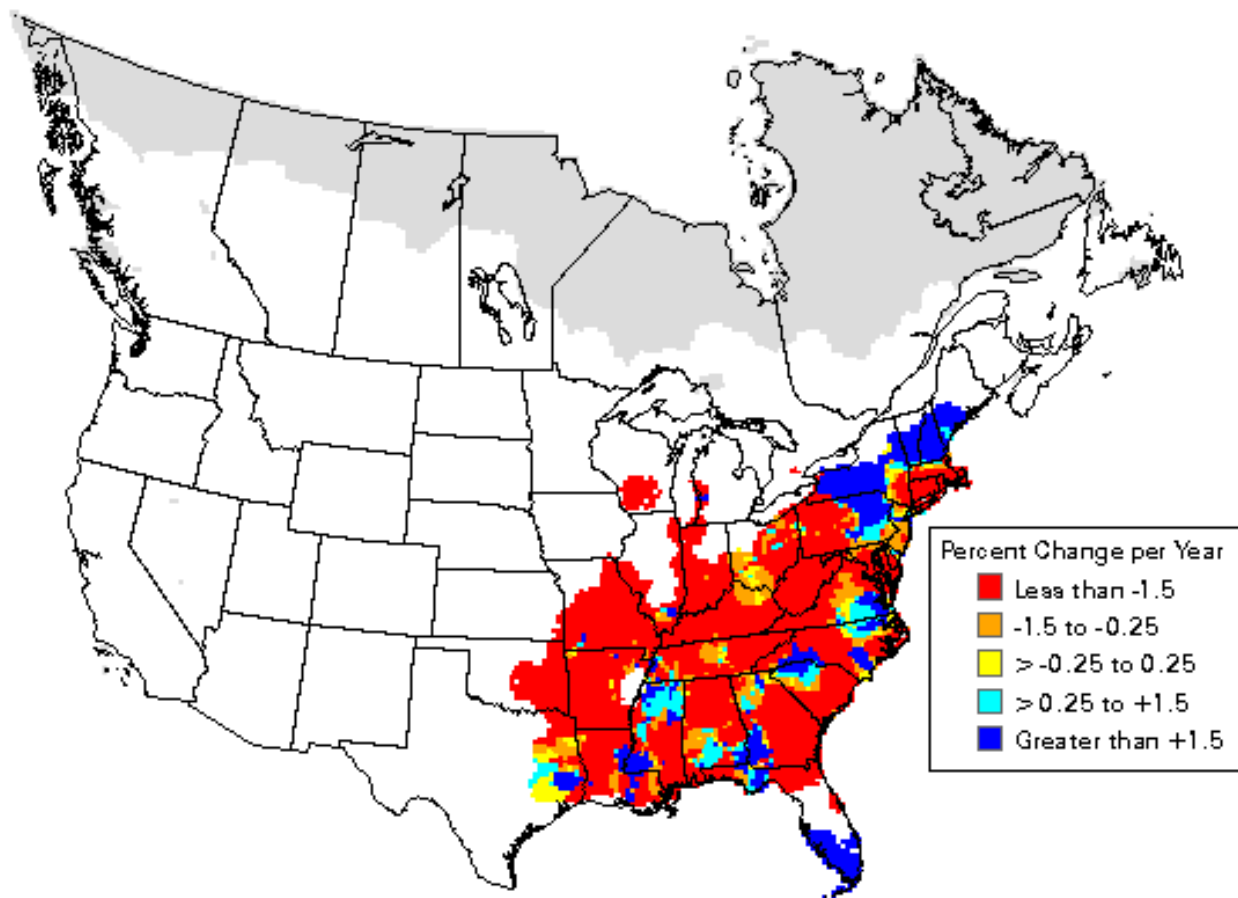 Percent Change per Year
Less than -1.5
-1.5 to -0.25
> -0.25 to 0.25
> 0.25 to +1.5
Greater than +1.5